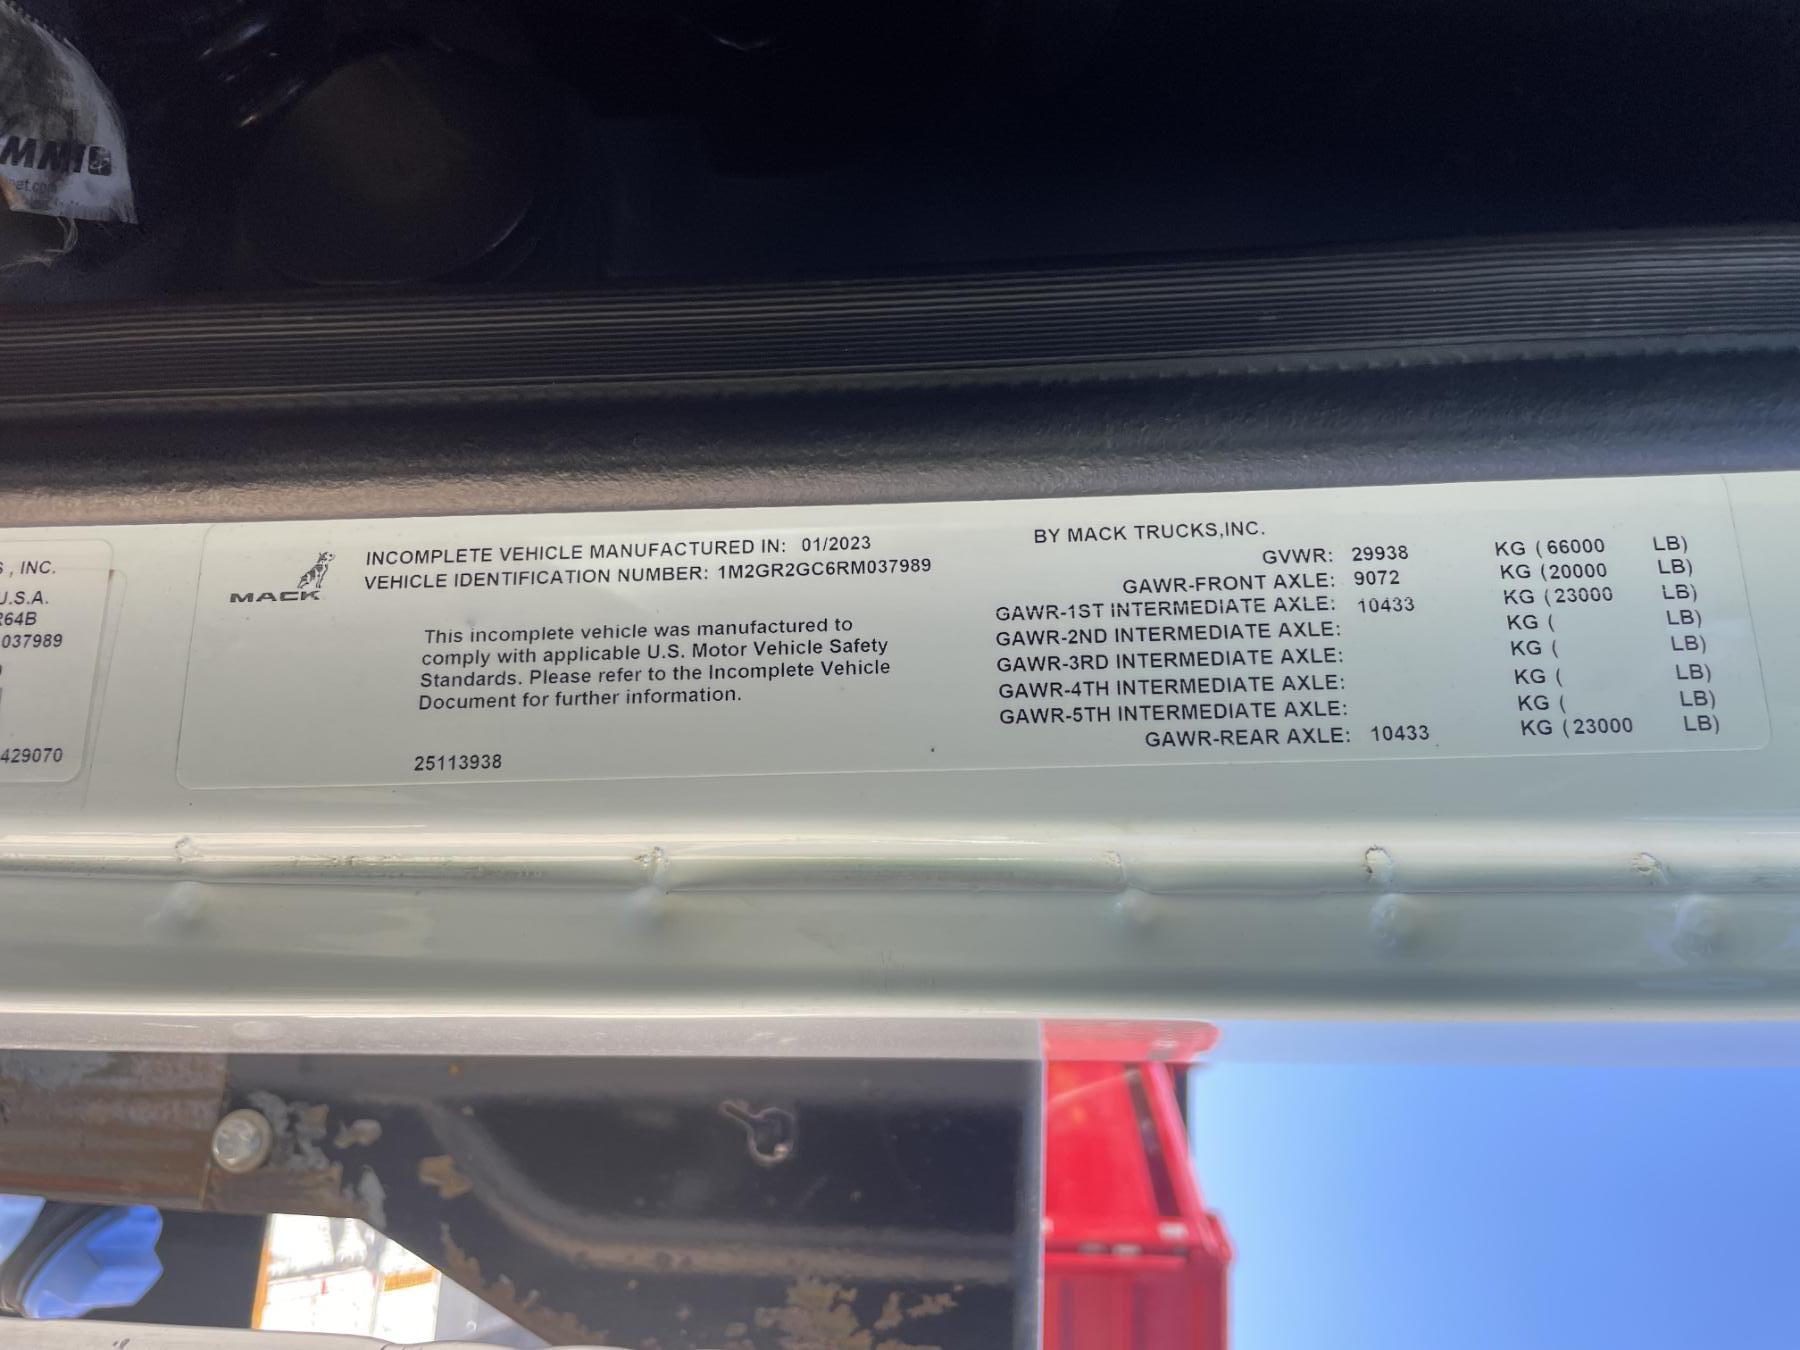 MMIC
S, INC.
U.S.A.
R64B
037989
429070
MACK
INCOMPLETE VEHICLE MANUFACTURED IN: 01/2023
VEHICLE IDENTIFICATION NUMBER: 1M2GR2GC6RM037989
This incomplete vehicle was manufactured to
comply with applicable U.S. Motor Vehicle Safety
Standards. Please refer to the Incomplete Vehicle
Document for further information.
25113938
BY MACK TRUCKS,INC.
GVWR: 29938 KG (66000 LB)
GAWR-FRONT AXLE: 9072 KG (20000 LB)
GAWR-1ST INTERMEDIATE AXLE: 10433 KG (23000 LB)
GAWR-2ND INTERMEDIATE AXLE: KG ( LB)
GAWR-3RD INTERMEDIATE AXLE: KG ( LB)
GAWR-4TH INTERMEDIATE AXLE: KG ( LB)
GAWR-5TH INTERMEDIATE AXLE: KG ( LB)
GAWR-REAR AXLE: 10433 KG (23000 LB)